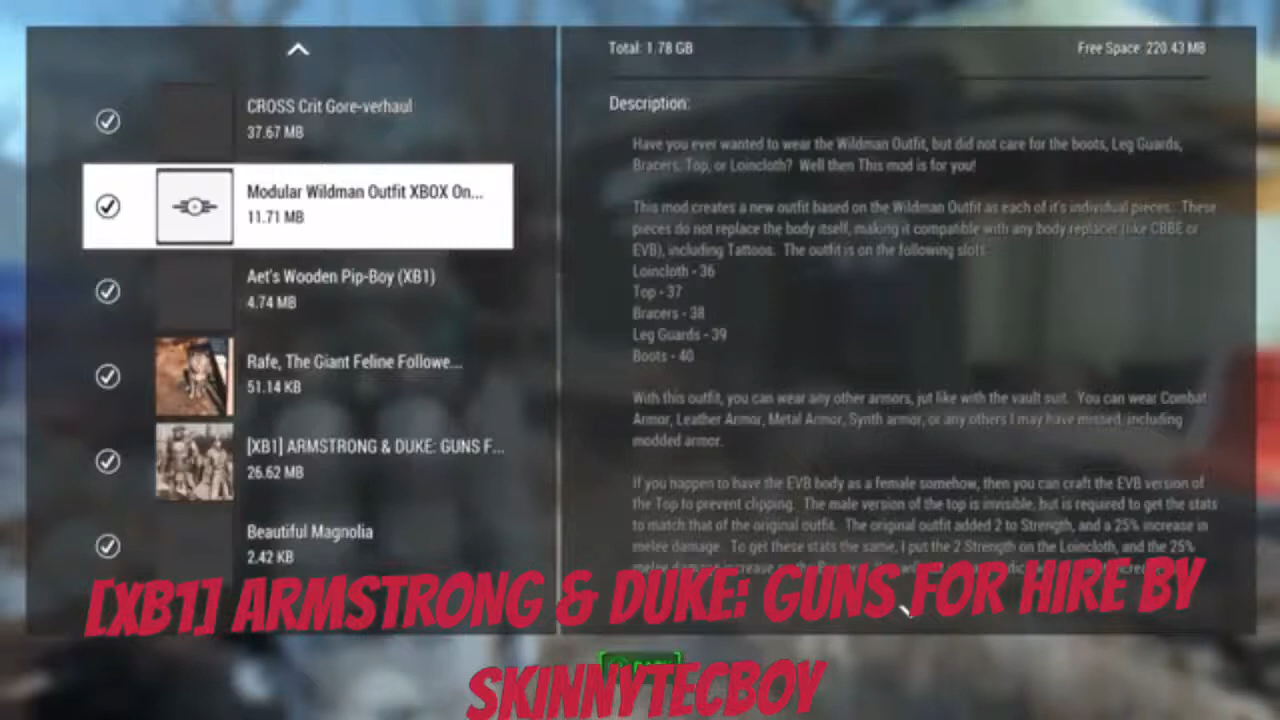 CROSS Crit Gore-verhaul
37.67 MB
Modular Wildman Outfit XBOX On...
11.71 MB
Aet's Wooden Pip-Boy (XB1)
4.74 MB
Rafe, The Giant Feline Followe...
51.14 KB
[XB1] ARMSTRONG & DUKE: GUNS F...
26.62 MB
Beautiful Magnolia
2.42 KB
Total: 1.78 GB
Free Space: 220.43 MB
Description:
Have you ever wanted to wear the Wildman Outfit, but did not care for the boots, Leg Guards,
Bracers, Top, or Loincloth? Well then This mod is for you!
This mod creates a new outfit based on the Wildman Outfit as each of it's individual pieces. These
pieces do not replace the body itself, making it compatible with any body replacer (like CBBE or
EVB), including Tattoos. The outfit is on the following slots
Loincloth - 36
Top - 37
Bracers - 38
Leg Guards - 39
Boots - 40
With this outfit, you can wear any other armors, jut like with the vault suit. You can wear Combat
Armor, Leather Armor, Metal Armor, Synth armor, or any others I may have missed, including
modded armor.
If you happen to have the EVB body as a female somehow, then you can craft the EVB version of
the Top to prevent clipping. The male version of the top is invisible, but is required to get the stats
to match that of the original outfit. The original outfit added 2 to Strength, and a 25% increase in
melee damage. To get these stats the same, I put the 2 Strength on the Loincloth, and the 25%
melee damage increase on the
[XB1] ARMSTRONG & DUKE: GUNS FOR HIRE BY
SKINNYTECBOY